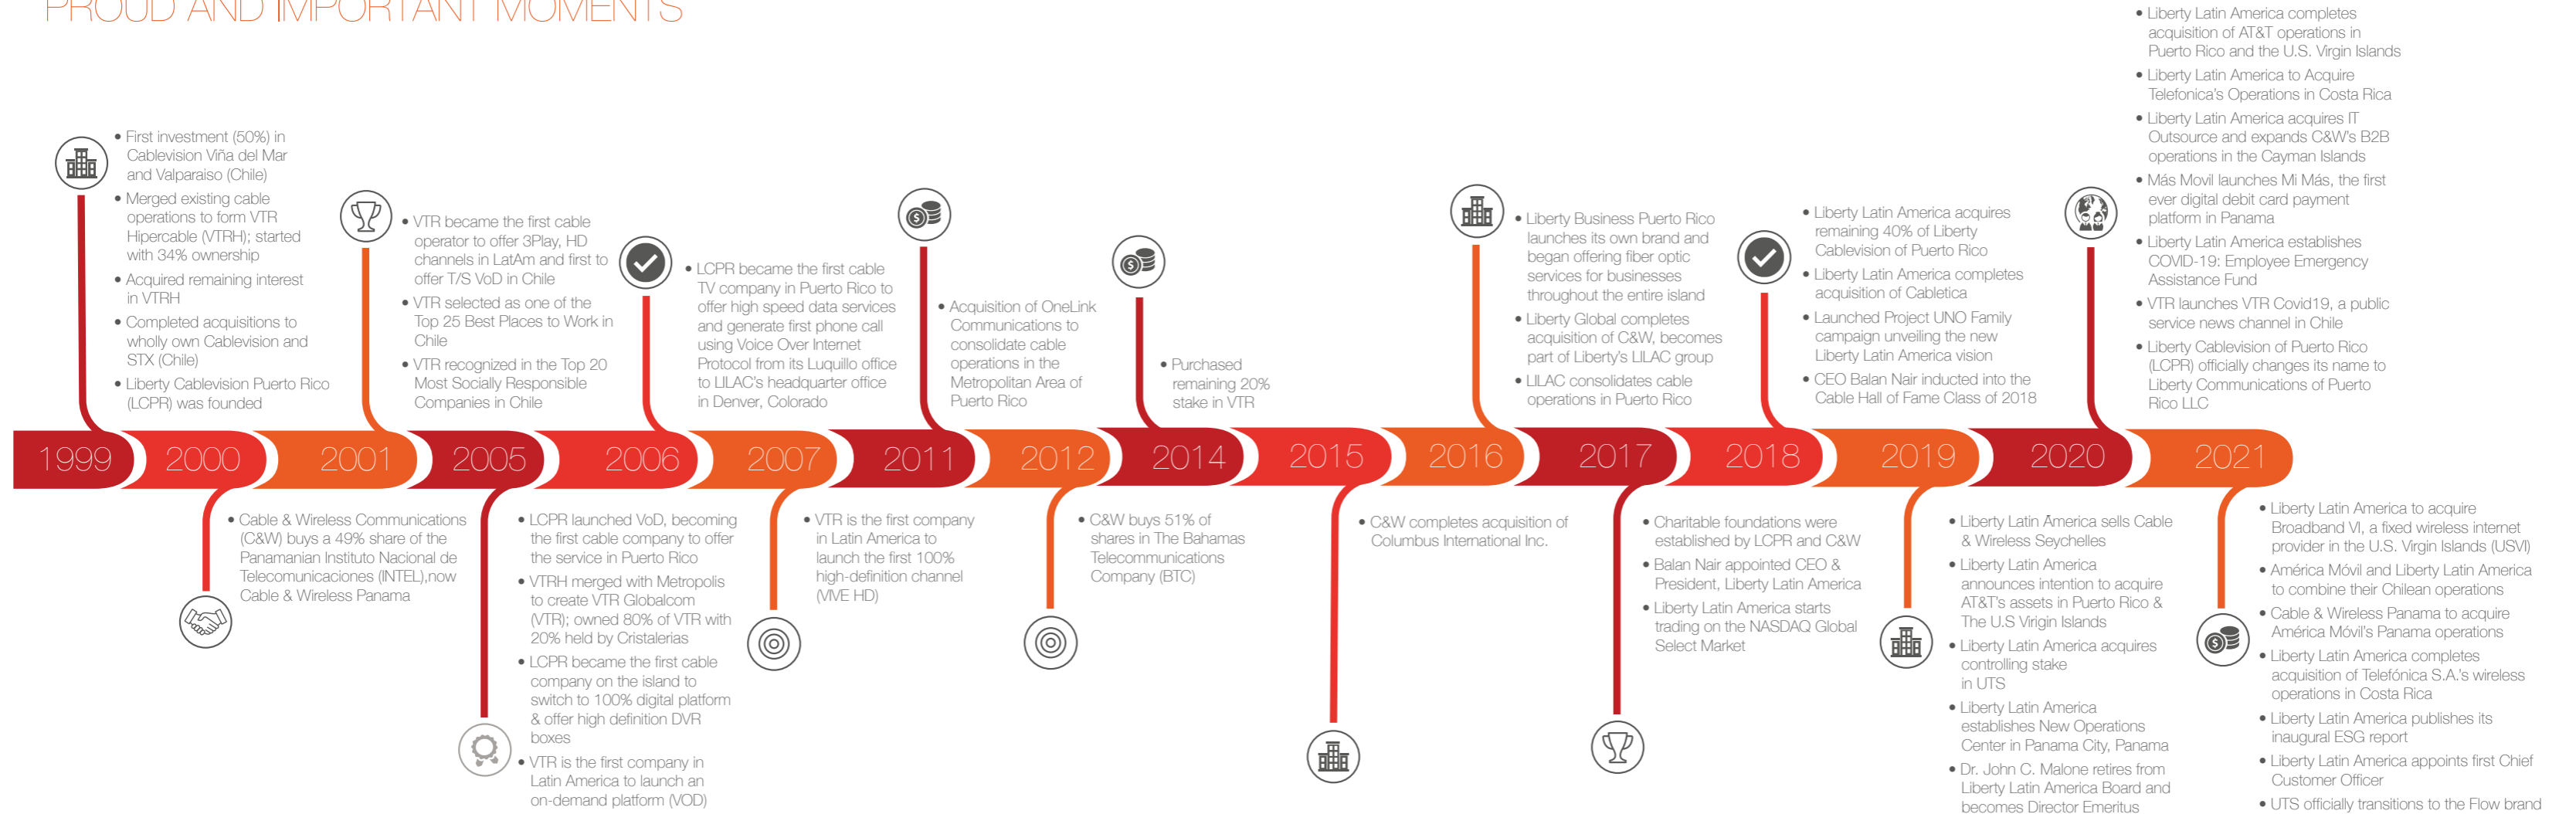 PROUD AND IMPORTANT MOMENTS
• First investment (50%) in
Cablevision Viña del Mar
and Valparaiso (Chile)
• Merged existing cable
operations to form VTR
Hipercable (VTRH); started
with 34% ownership
• Acquired remaining interest
in VTRH
• Completed acquisitions to
wholly own Cablevision and
STX (Chile)
• Liberty Cablevision Puerto Rico
(LCPR) was founded
• VTR became the first cable
operator to offer 3Play, HD
channels in LatAm and first to
offer T/S VoD in Chile
• VTR selected as one of the
Top 25 Best Places to Work in
Chile
• VTR recognized in the Top 20
Most Socially Responsible
Companies in Chile
• LCPR became the first cable
TV company in Puerto Rico to
offer high speed data services
and generate first phone call
using Voice Over Internet
Protocol from its Luquillo office
to LILAC's headquarter office
in Denver, Colorado
• Acquisition of OneLink
Communications to
consolidate cable
operations in the
Metropolitan Area of
Puerto Rico
• Purchased
remaining 20%
stake in VTR
• Liberty Business Puerto Rico
launches its own brand and
began offering fiber optic
services for businesses
throughout the entire island
• Liberty Global completes
acquisition of C&W, becomes
part of Liberty's LILAC group
• LILAC consolidates cable
operations in Puerto Rico
• Liberty Latin America acquires
remaining 40% of Liberty
Cablevision of Puerto Rico
• Liberty Latin America completes
acquisition of Cabletica
• Launched Project UNO Family
campaign unveiling the new
Liberty Latin America vision
• CEO Balan Nair inducted into the
Cable Hall of Fame Class of 2018
• Liberty Latin America completes
acquisition of AT&T operations in
Puerto Rico and the U.S. Virgin Islands
• Liberty Latin America to Acquire
Telefonica's Operations in Costa Rica
• Liberty Latin America acquires IT
Outsource and expands C&W's B2B
operations in the Cayman Islands
• Más Movil launches Mi Más, the first
ever digital debit card payment
platform in Panama
• Liberty Latin America establishes
COVID-19: Employee Emergency
Assistance Fund
• VTR launches VTR Covid19, a public
service news channel in Chile
• Liberty Cablevision of Puerto Rico
(LCPR) officially changes its name to
Liberty Communications of Puerto
Rico LLC
1999 2000 2001 2005 2006 2007 2011 2012 2014 2015 2016 2017 2018 2019 2020 2021
• Cable & Wireless Communications
(C&W) buys a 49% share of the
Panamanian Instituto Nacional de
Telecomunicaciones (INTEL),now
Cable & Wireless Panama
• LCPR launched VoD, becoming
the first cable company to offer
the service in Puerto Rico
• VTRH merged with Metropolis
to create VTR Globalcom
(VTR); owned 80% of VTR with
20% held by Cristalerias
• LCPR became the first cable
company on the island to
switch to 100% digital platform
& offer high definition DVR
boxes
• VTR is the first company in
Latin America to launch an
on-demand platform (VOD)
• VTR is the first company
in Latin America to
launch the first 100%
high-definition channel
(VIVE HD)
• C&W buys 51% of
shares in The Bahamas
Telecommunications
Company (BTC)
• C&W completes acquisition of
Columbus International Inc.
• Charitable foundations were
established by LCPR and C&W
• Balan Nair appointed CEO &
President, Liberty Latin America
• Liberty Latin America starts
trading on the NASDAQ Global
Select Market
• Liberty Latin America sells Cable
& Wireless Seychelles
• Liberty Latin America
announces intention to acquire
AT&T's assets in Puerto Rico &
The U.S Virigin Islands
• Liberty Latin America acquires
controlling stake
in UTS
• Liberty Latin America
establishes New Operations
Center in Panama City, Panama
• Dr. John C. Malone retires from
Liberty Latin America Board and
becomes Director Emeritus
• Liberty Latin America to acquire
Broadband VI, a fixed wireless internet
provider in the U.S. Virgin Islands (USVI)
• América Móvil and Liberty Latin America
to combine their Chilean operations
• Cable & Wireless Panama to acquire
América Móvil's Panama operations
• Liberty Latin America completes
acquisition of Telefónica S.A.'s wireless
operations in Costa Rica
• Liberty Latin America publishes its
inaugural ESG report
• Liberty Latin America appoints first Chief
Customer Officer
• UTS officially transitions to the Flow brand